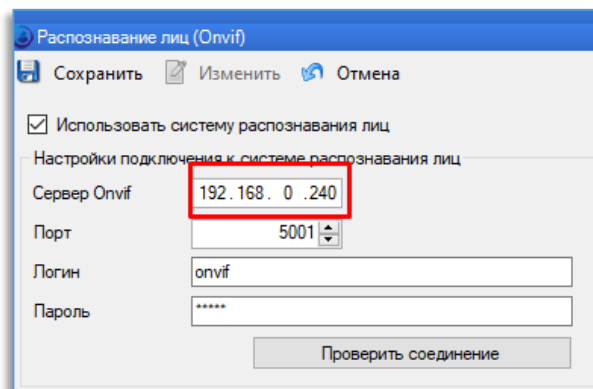 Распознавание лиц (Onvif)
Сохранить Изменить Отмена
Использовать систему распознавания лиц
Настройки подключения к системе распознавания лиц
Сервер Onvif 192.168. 0 .240
Порт 5001
Логин onvif
Пароль *****
Проверить соединение